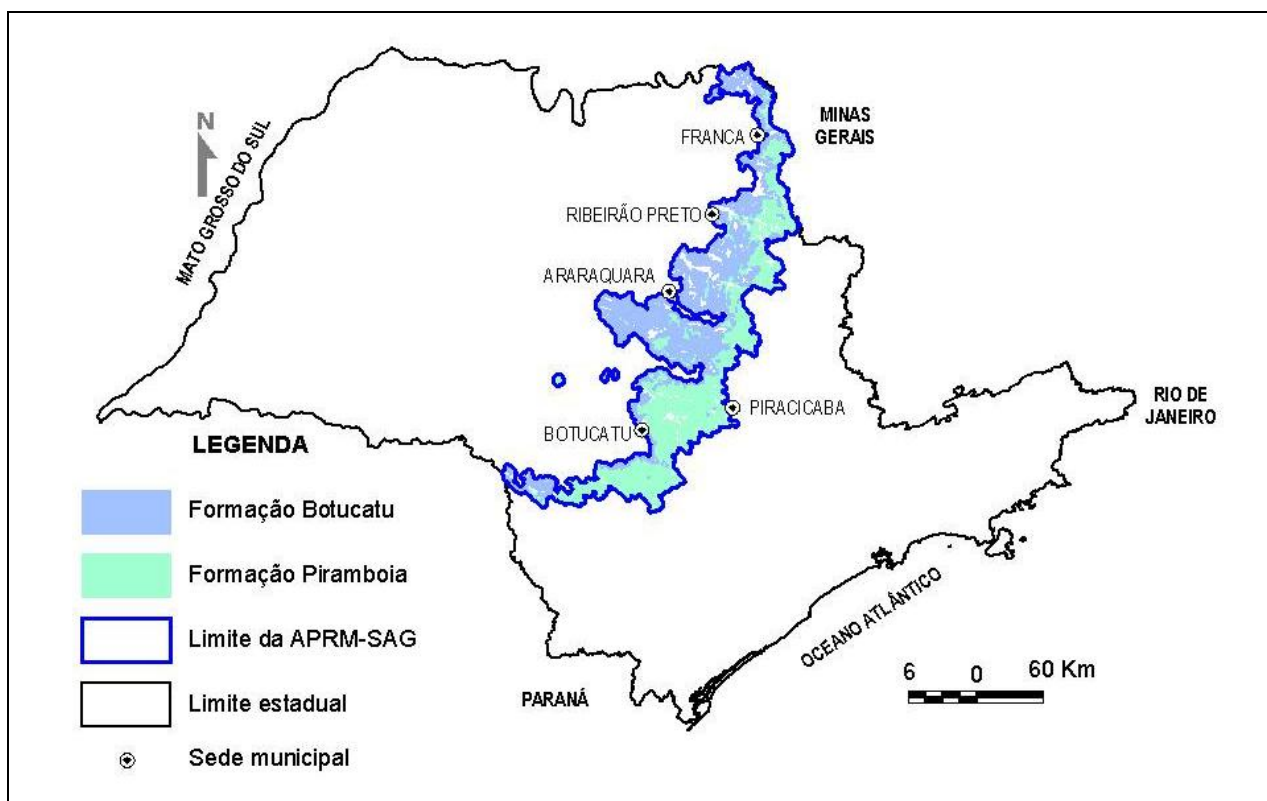 N
MINAS
GERAIS
FRANCA
MATO GROSSO DO SUL
RIBEIRÃO PRETO
ARARAQUARA
RIO DE
JANEIRO
PIRACICABA
BOTUCATU
LEGENDA
Formação Botucatu
Formação Piramboia
Limite da APRM-SAG
Limite estadual
Sede municipal
OCEANO ATLÂNTICO
PARANÁ
6 0 60 Km